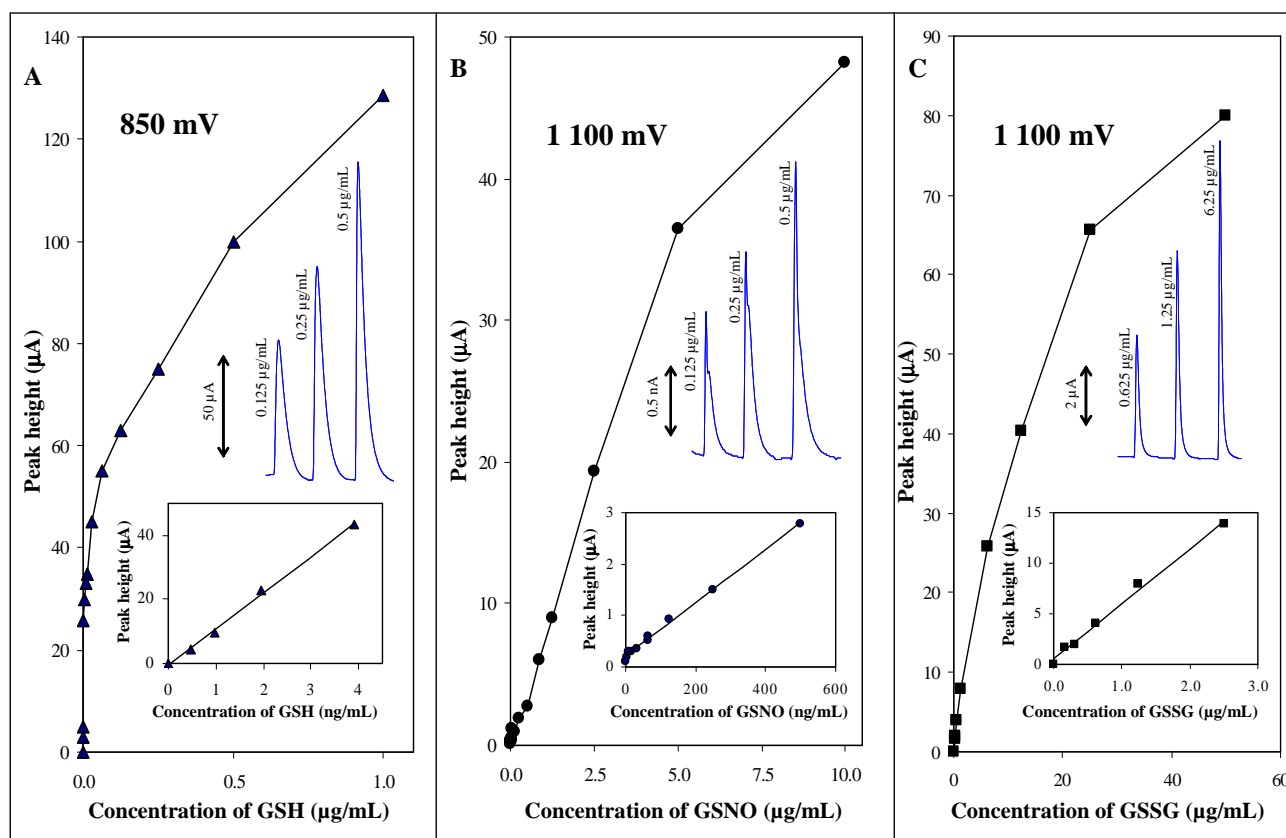 A
850 mV
Peak height (µA)
140
120
100
80
60
40
20
0
0.0
0.5
1.0
Concentration of GSH (µg/mL)
0.125 µg/mL
0.25 µg/mL
0.5 µg/mL
50 µA
Peak height (µA)
40
20
0
0
1
2
3
4
Concentration of GSH (ng/mL)
B
1 100 mV
Peak height (µA)
50
40
30
20
10
0
0.0
2.5
5.0
7.5
10.0
Concentration of GSNO (µg/mL)
0.125 µg/mL
0.25 µg/mL
0.5 µg/mL
0.5 nA
Peak height (µA)
3
2
1
0
0
200
400
600
Concentration of GSNO (ng/mL)
C
1 100 mV
Peak height (µA)
90
80
70
60
50
40
30
20
10
0
0
20
40
60
Concentration of GSSG (µg/mL)
0.625 µg/mL
1.25 µg/mL
6.25 µg/mL
2 µA
Peak height (µA)
15
10
5
0
0.0
1.0
2.0
3.0
Concentration of GSSG (µg/mL)